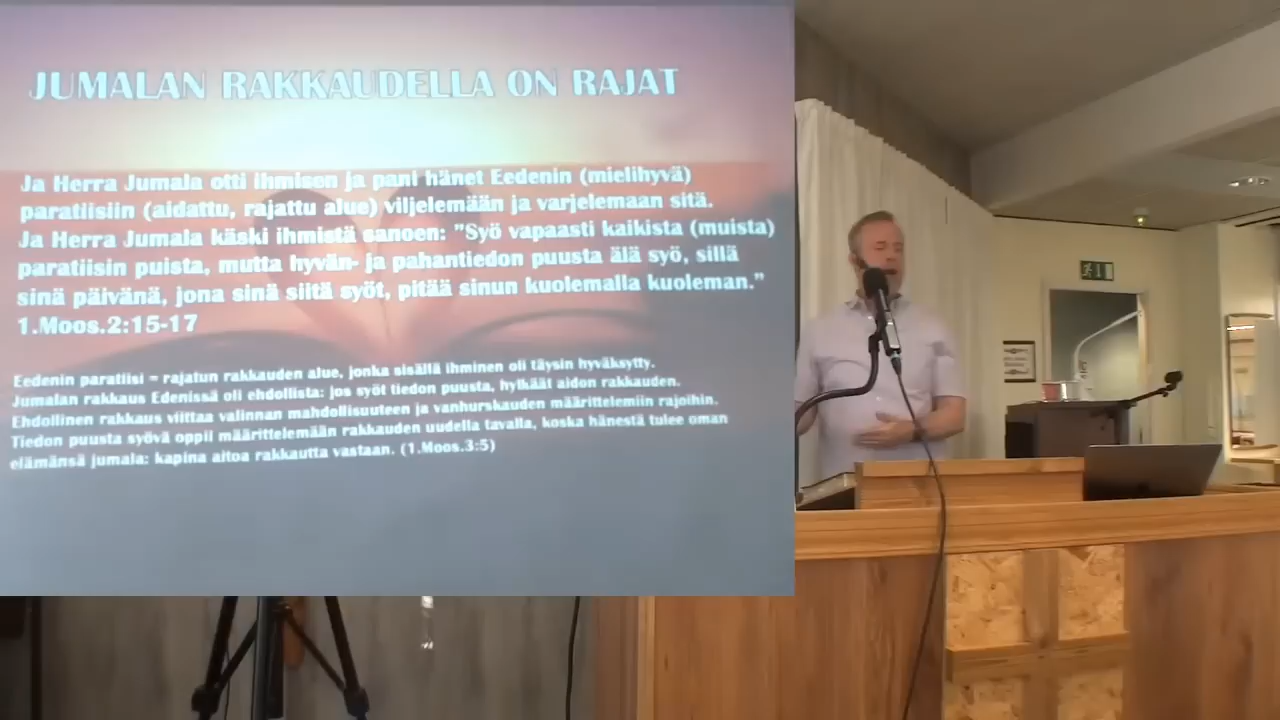 JUMALAN RAKKAUDELLA ON RAJAT
Ja Herra Jumala otti ihmisen ja pani hänet Eedenin (mielihyvä)
paratiisiin (aidattu, rajattu alue) viljelemään ja varjelemaan sitä.
Ja Herra Jumala käski ihmistä sanoen: ”Syö vapaasti kaikista (muista)
paratiisin puista, mutta hyvän- ja pahantiedon puusta älä syö, sillä
sinä päivänä, jona sinä siitä syöt, pitää sinun kuolemalla kuoleman.”
1.Moos.2:15-17
Eedenin paratiisi = rajatun rakkauden alue, jonka sisällä ihminen oli täysin hyväksytty.
Jumalan rakkaus Edenissä oli ehdollista: jos syöt tiedon puusta, hylkäät aidon rakkauden.
Ehdollinen rakkaus viittaa valinnan mahdollisuuteen ja vanhurskauden määrittelemiin rajoihin.
Tiedon puusta syövä oppii määrittelemään rakkauden uudella tavalla, koska hänestä tulee oman
elämänsä jumala: kapina aitoa rakkautta vastaan. (1.Moos.3:5)